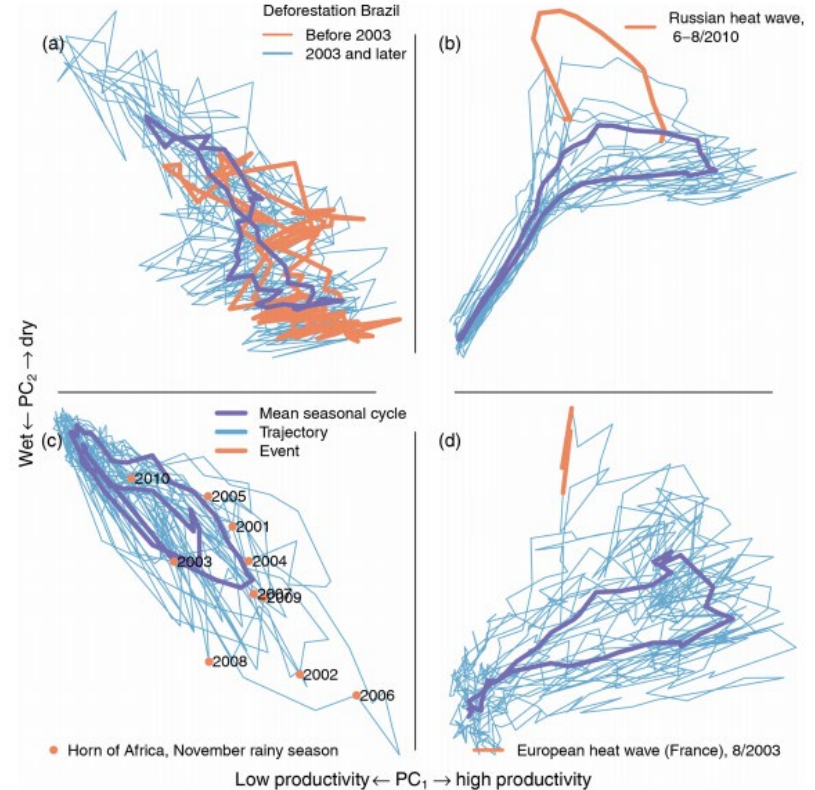 Deforestation Brazil
(a)
Before 2003
2003 and later
(b)
Russian heat wave,
6–8/2010
Wet ← PC2 → dry
(c)
Mean seasonal cycle
Trajectory
Event
2010
2005
2001
2003
2004
2007
2009
2008
2002
2006
Horn of Africa, November rainy season
(d)
European heat wave (France), 8/2003
Low productivity ← PC1 → high productivity